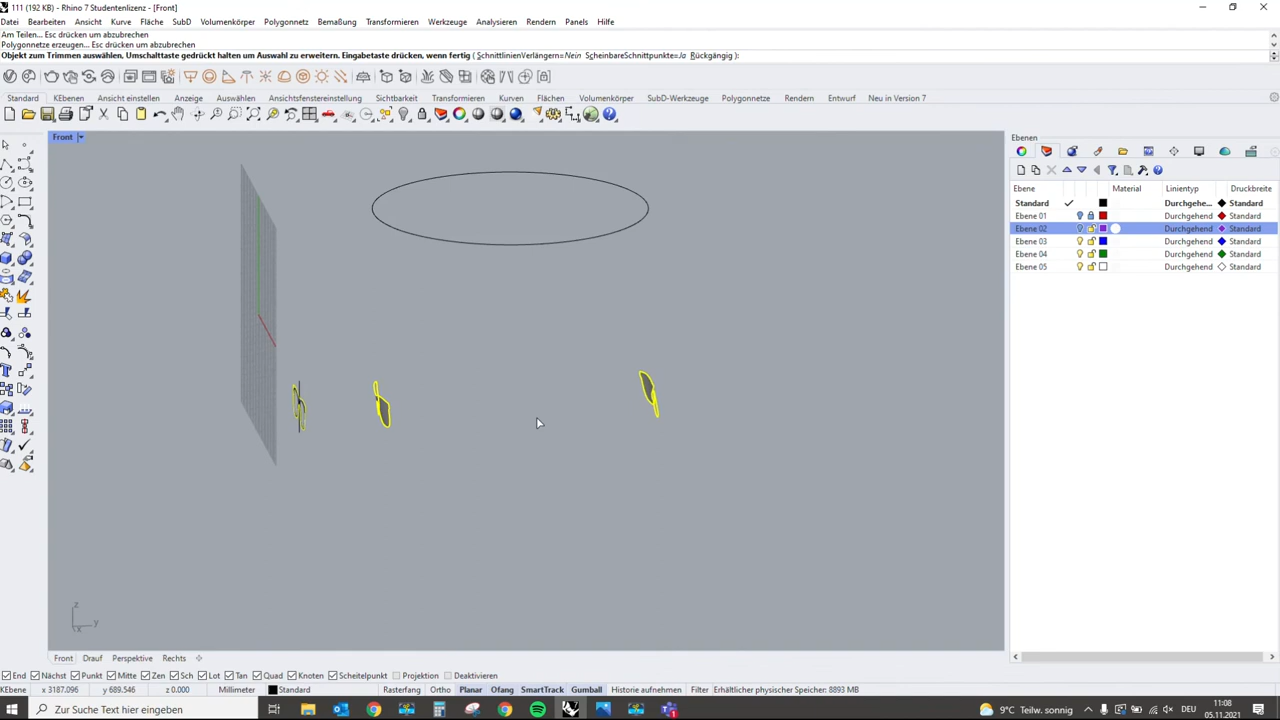 111 (192 KB) - Rhino 7 Studentenlizenz - [Front]
Datei Bearbeiten Ansicht Kurve Fläche SubD Volumenkörper Polygonnetz Bemaßung Transformieren Werkzeuge Analysieren Rendern Panels Hilfe
Am Teilen... Esc drücken um abzubrechen
Polygonnetze erzeugen... Esc drücken um abzubrechen
Objekt zum Trimmen auswählen, Umschalttaste gedrückt halten um Auswahl zu erweitern. Eingabetaste drücken, wenn fertig ( SchnittlinienVerlängern=Nein ScheinbareSchnittpunkte=Ja Rückgängig ):
Standard KEbenen Ansicht einstellen Anzeige Auswählen Ansichtsfenstereinstellung Sichtbarkeit Transformieren Kurven Flächen Volumenkörper SubD-Werkzeuge Polygonnetze Rendern Entwurf Neu in Version 7
Front
Ebenen
Ebene Material Linientyp Druckbreite
Standard Durchgehe... Standard
Ebene 01 Durchgehend Standard
Ebene 02 Durchgehend Standard
Ebene 03 Durchgehend Standard
Ebene 04 Durchgehend Standard
Ebene 05 Durchgehend Standard
z
y
x
Front Drauf Perspektive Rechts
End Nächst Punkt Mitte Zen Sch Lot Tan Quad Knoten Scheitelpunkt Projektion Deaktivieren
KEbene x 3187.096 y 689.546 z 0.000 Millimeter Standard Rasterfang Ortho Planar Ofang SmartTrack Gumball Historie aufnehmen Filter Erhältlicher physischer Speicher: 8893 MB
Zur Suche Text hier eingeben 9°C Teilw. sonnig DEU 11:08
05.11.2021